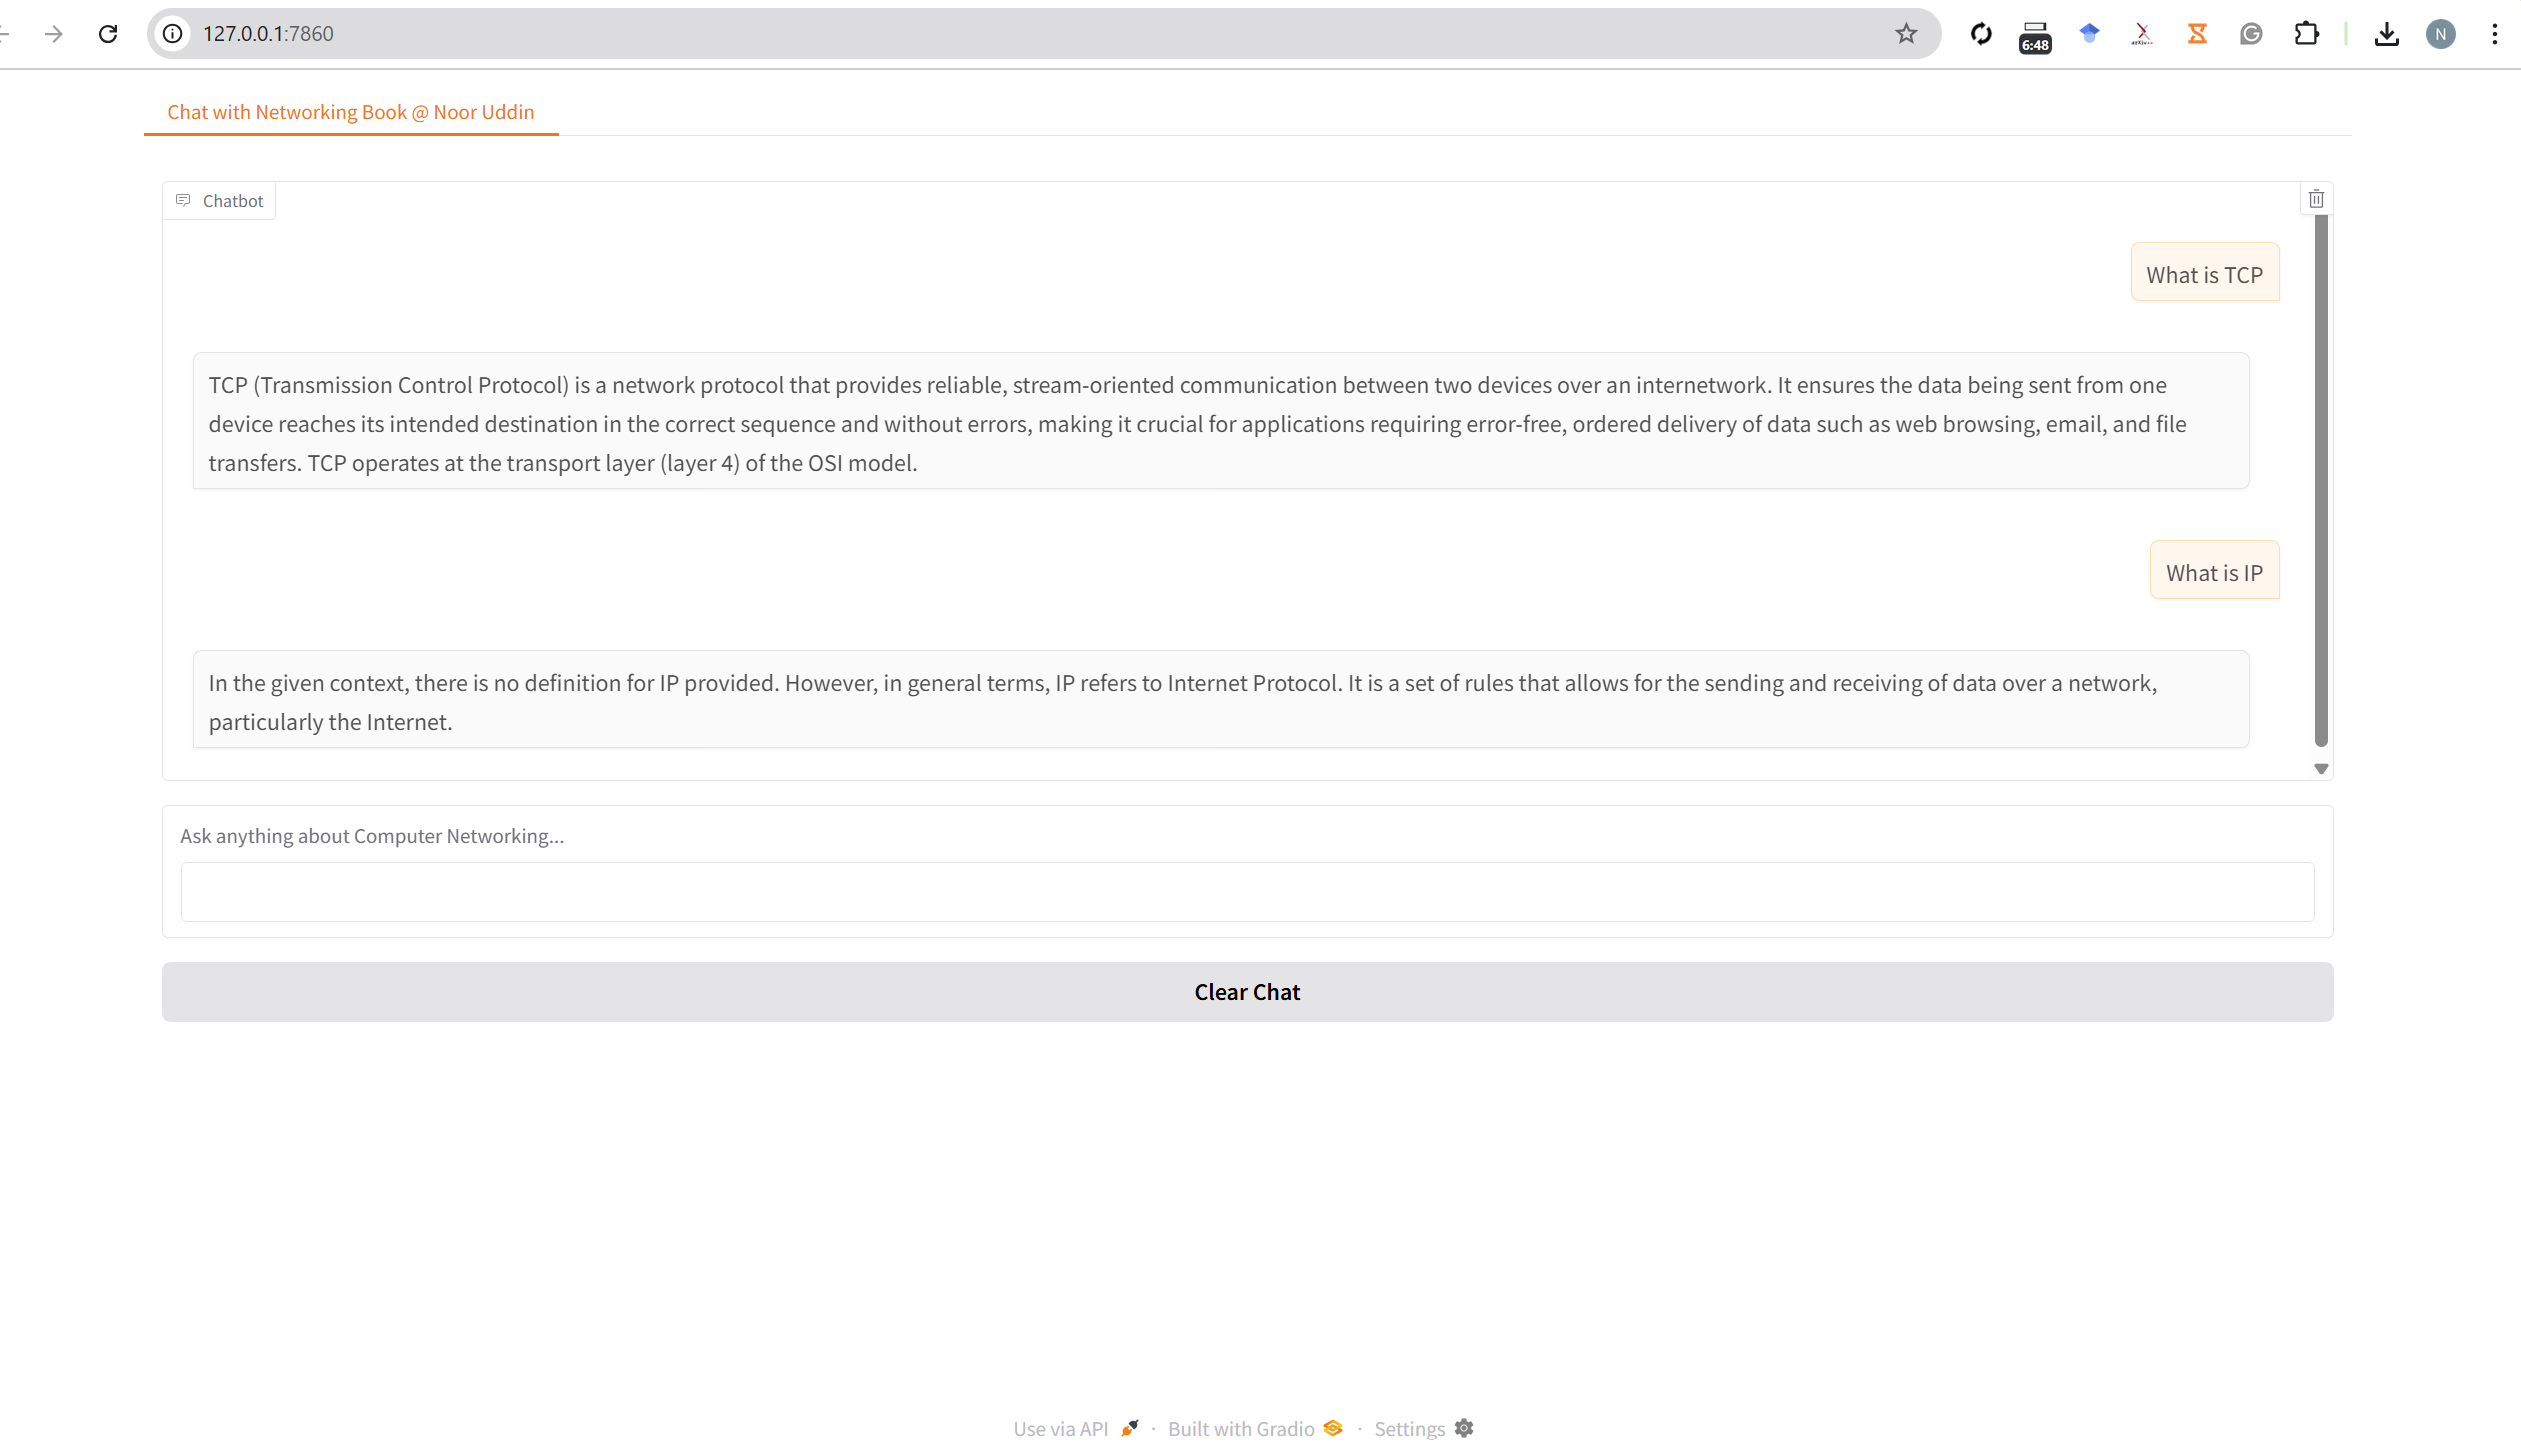 127.0.0.1:7860
6:48
N
Chat with Networking Book @ Noor Uddin
Chatbot
What is TCP
TCP (Transmission Control Protocol) is a network protocol that provides reliable, stream-oriented communication between two devices over an internetwork. It ensures the data being sent from one
device reaches its intended destination in the correct sequence and without errors, making it crucial for applications requiring error-free, ordered delivery of data such as web browsing, email, and file
transfers. TCP operates at the transport layer (layer 4) of the OSI model.
What is IP
In the given context, there is no definition for IP provided. However, in general terms, IP refers to Internet Protocol. It is a set of rules that allows for the sending and receiving of data over a network,
particularly the Internet.
Ask anything about Computer Networking...
Clear Chat
Use via API · Built with Gradio · Settings